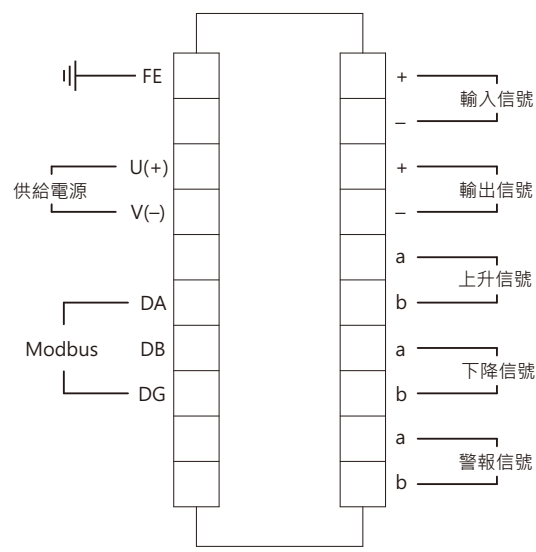 FE
U(+)
供給電源
V(–)
DA
Modbus
DB
DG
+
輸入信號
–
+
輸出信號
–
a
上升信號
b
a
下降信號
b
a
警報信號
b